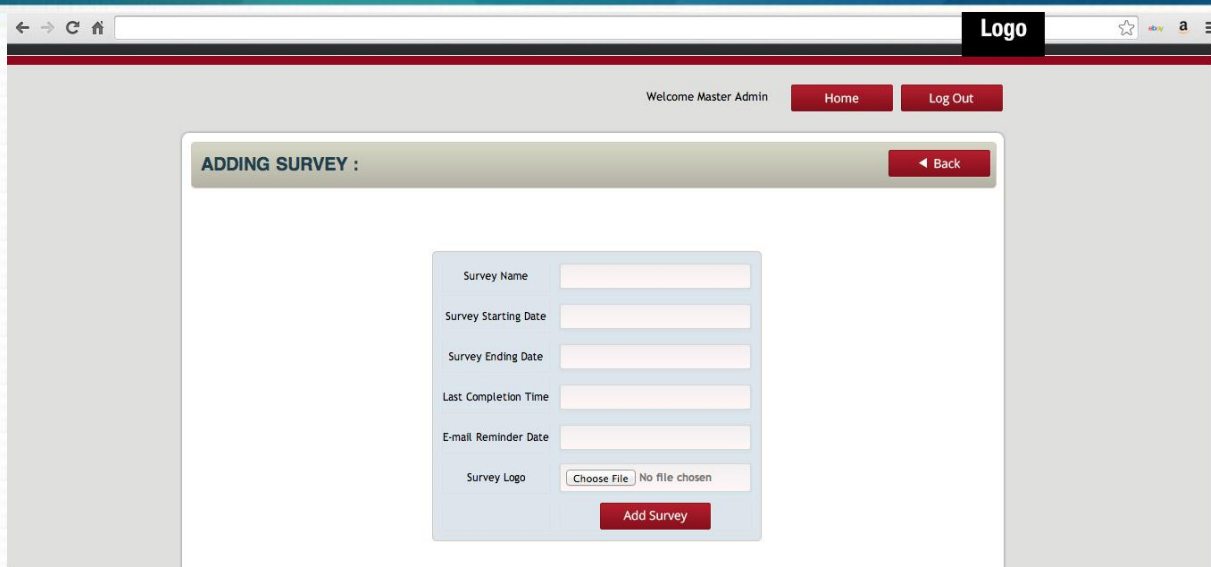 Logo
ebay a
Welcome Master Admin Home Log Out
ADDING SURVEY : Back
Survey Name
Survey Starting Date
Survey Ending Date
Last Completion Time
E-mail Reminder Date
Survey Logo Choose File No file chosen
Add Survey